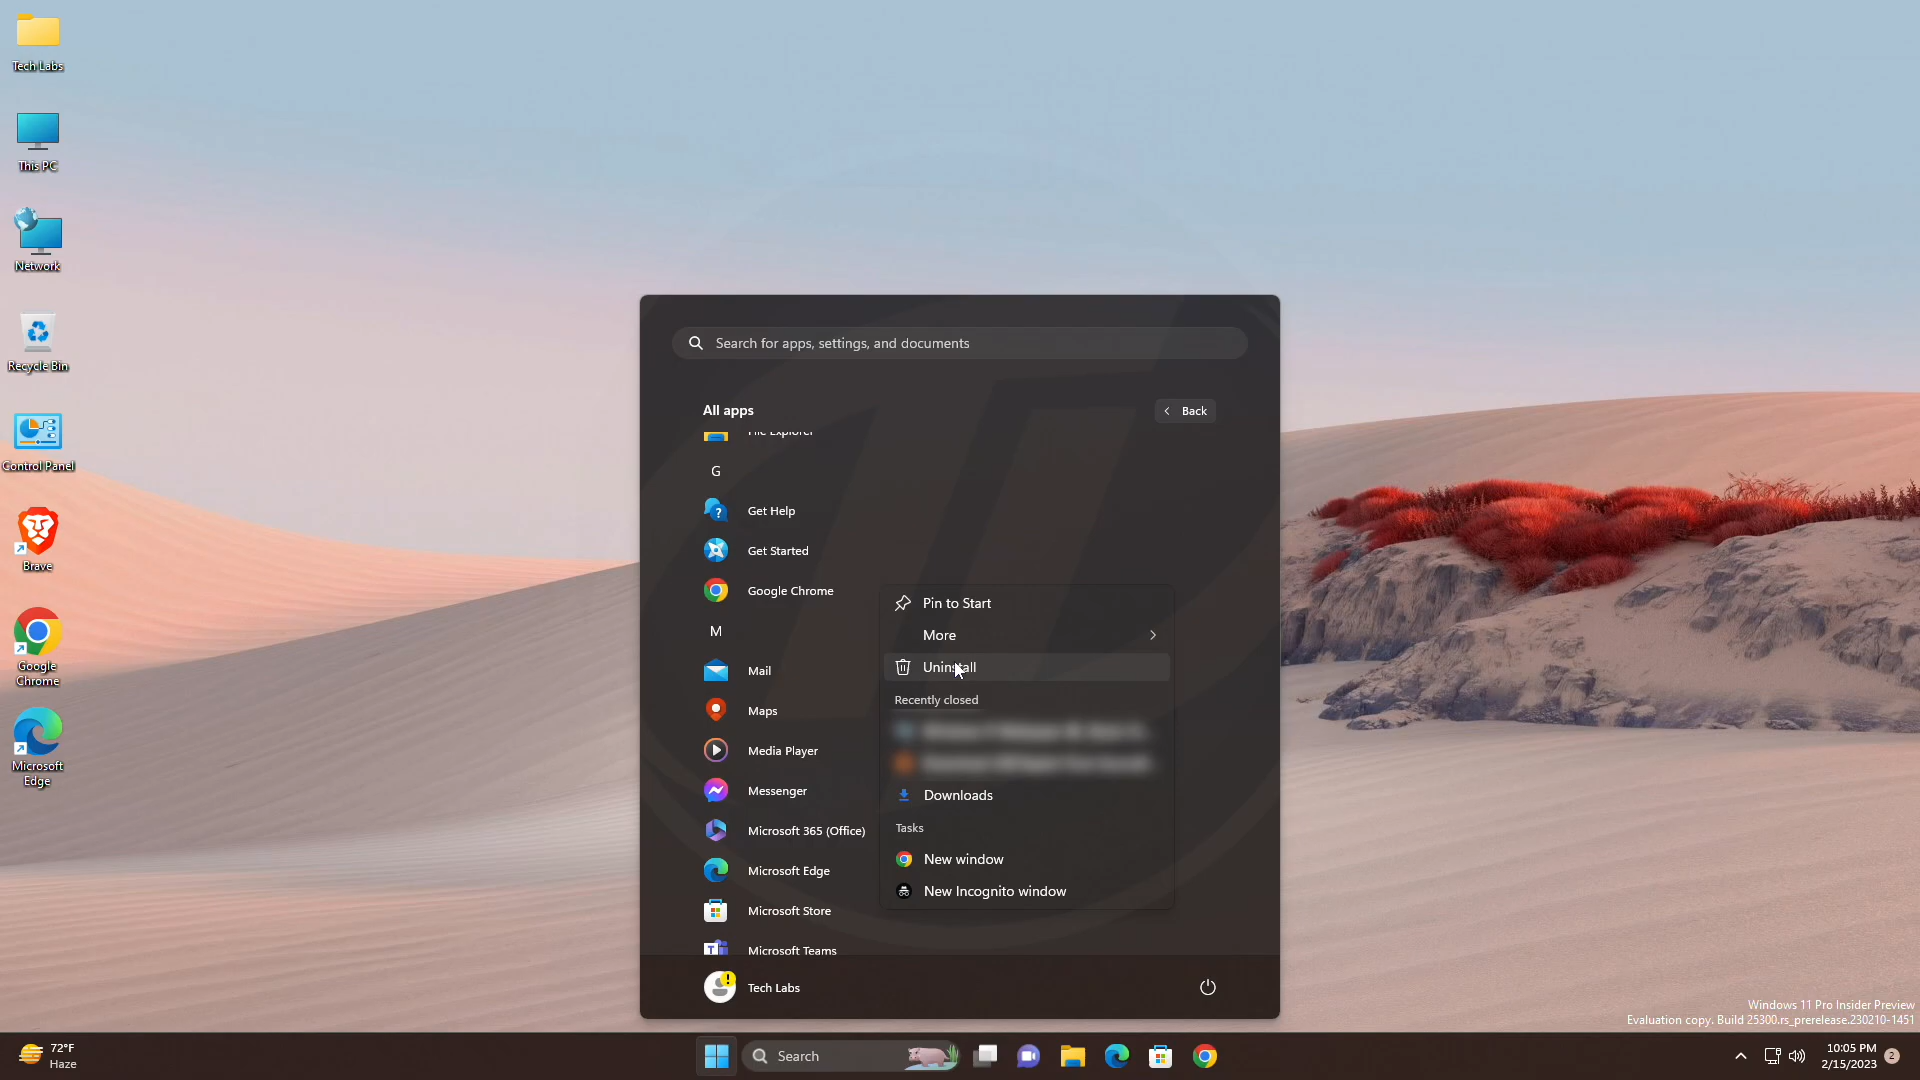 Tech Labs
This PC
Network
Recycle Bin
Control Panel
Brave
Google
Chrome
Microsoft
Edge
Search for apps, settings, and documents
All apps
Back
File Explorer
G
Get Help
Get Started
Google Chrome
M
Mail
Maps
Media Player
Messenger
Microsoft 365 (Office)
Microsoft Edge
Microsoft Store
Microsoft Teams
Pin to Start
More
Uninstall
Recently closed
Downloads
Tasks
New window
New Incognito window
Tech Labs
Windows 11 Pro Insider Preview
Evaluation copy. Build 25300.rs_prerelease.230210-1451
72°F
Haze
Search
10:05 PM
2/15/2023
2